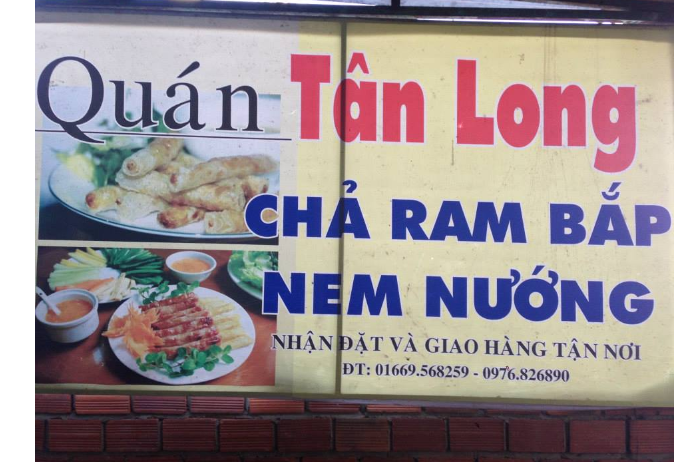 Quán Tân Long
CHẢ RAM BẮP
NEM NƯỚNG
NHẬN ĐẶT VÀ GIAO HÀNG TẬN NƠI
ĐT: 01669.568259 - 0976.826890